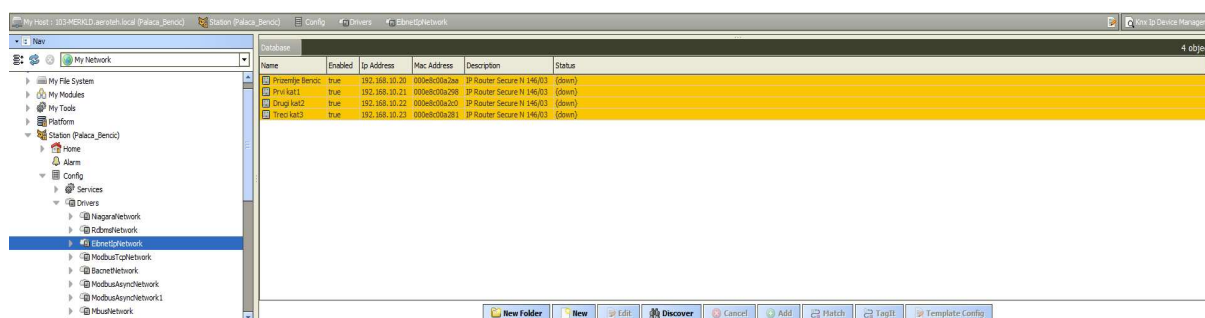 My Host : 103-MERKLD.aeroteh.local (Palaca_Bencic) Station (Palaca_Bencic) Config Drivers EibnetIpNetwork Knx Ip Device Manager
Nav
My Network
My File System
My Modules
My Tools
Platform
Station (Palaca_Bencic)
Home
Alarm
Config
Services
Drivers
NiagaraNetwork
RdbmsNetwork
EibnetIpNetwork
ModbusTcpNetwork
BacnetNetwork
ModbusAsyncNetwork
ModbusAsyncNetwork1
MbusNetwork
Database 4 obje
Name Enabled Ip Address Mac Address Description Status
Prizemlje Bencic true 192.168.10.20 000e8c00a2aa IP Router Secure N 146/03 {down}
Prvi kat1 true 192.168.10.21 000e8c00a298 IP Router Secure N 146/03 {down}
Drugi kat2 true 192.168.10.22 000e8c00a2c0 IP Router Secure N 146/03 {down}
Treci kat3 true 192.168.10.23 000e8c00a281 IP Router Secure N 146/03 {down}
New Folder New Edit Discover Cancel Add Match TagIt Template Config